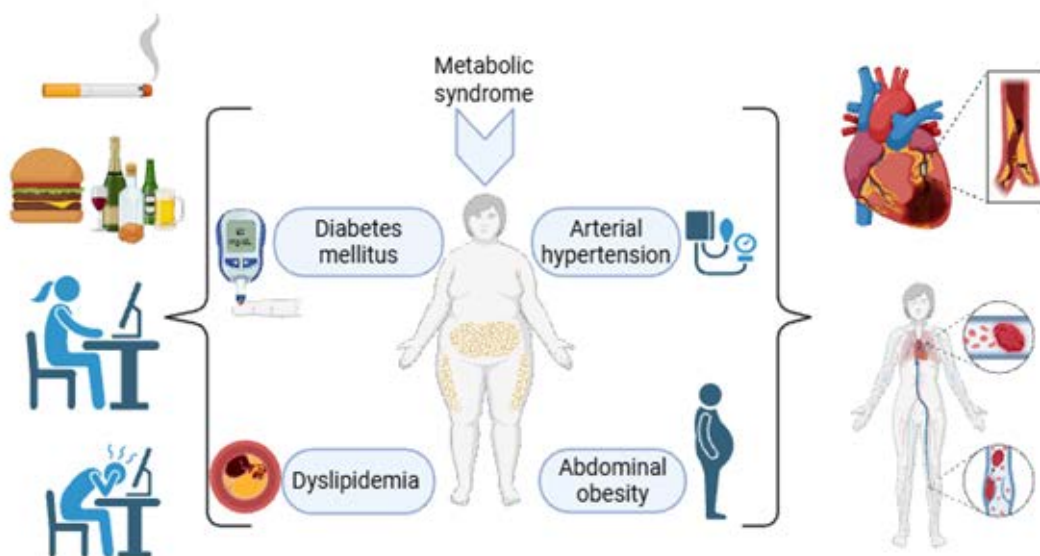 Metabolic
syndrome
Diabetes
mellitus
Arterial
hypertension
Dyslipidemia
Abdominal
obesity